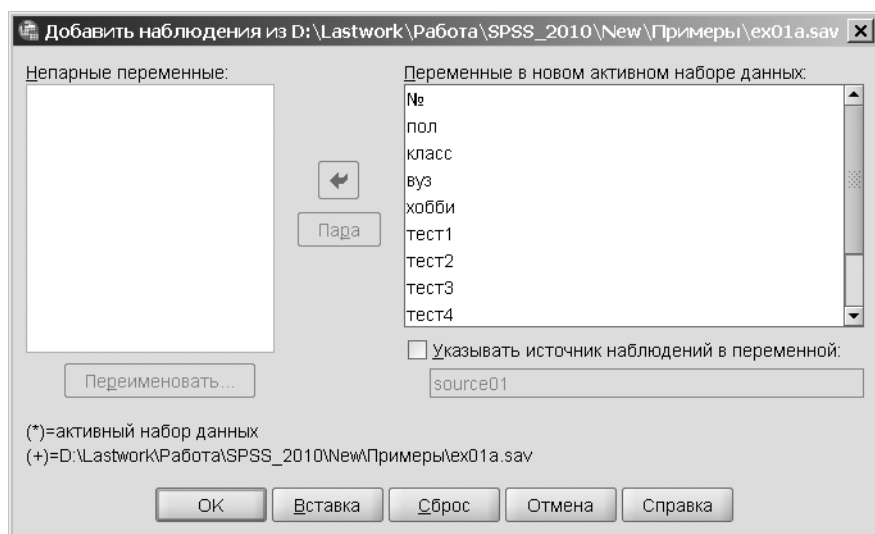 Добавить наблюдения из D:\Lastwork\Работа\SPSS_2010\New\Примеры\ex01a.sav
Непарные переменные:
Переменные в новом активном наборе данных:
№
пол
класс
вуз
хобби
тест1
тест2
тест3
тест4
Пара
Указывать источник наблюдений в переменной:
source01
Переименовать...
(*)=активный набор данных
(+)=D:\Lastwork\Работа\SPSS_2010\New\Примеры\ex01a.sav
OK Вставка Сброс Отмена Справка